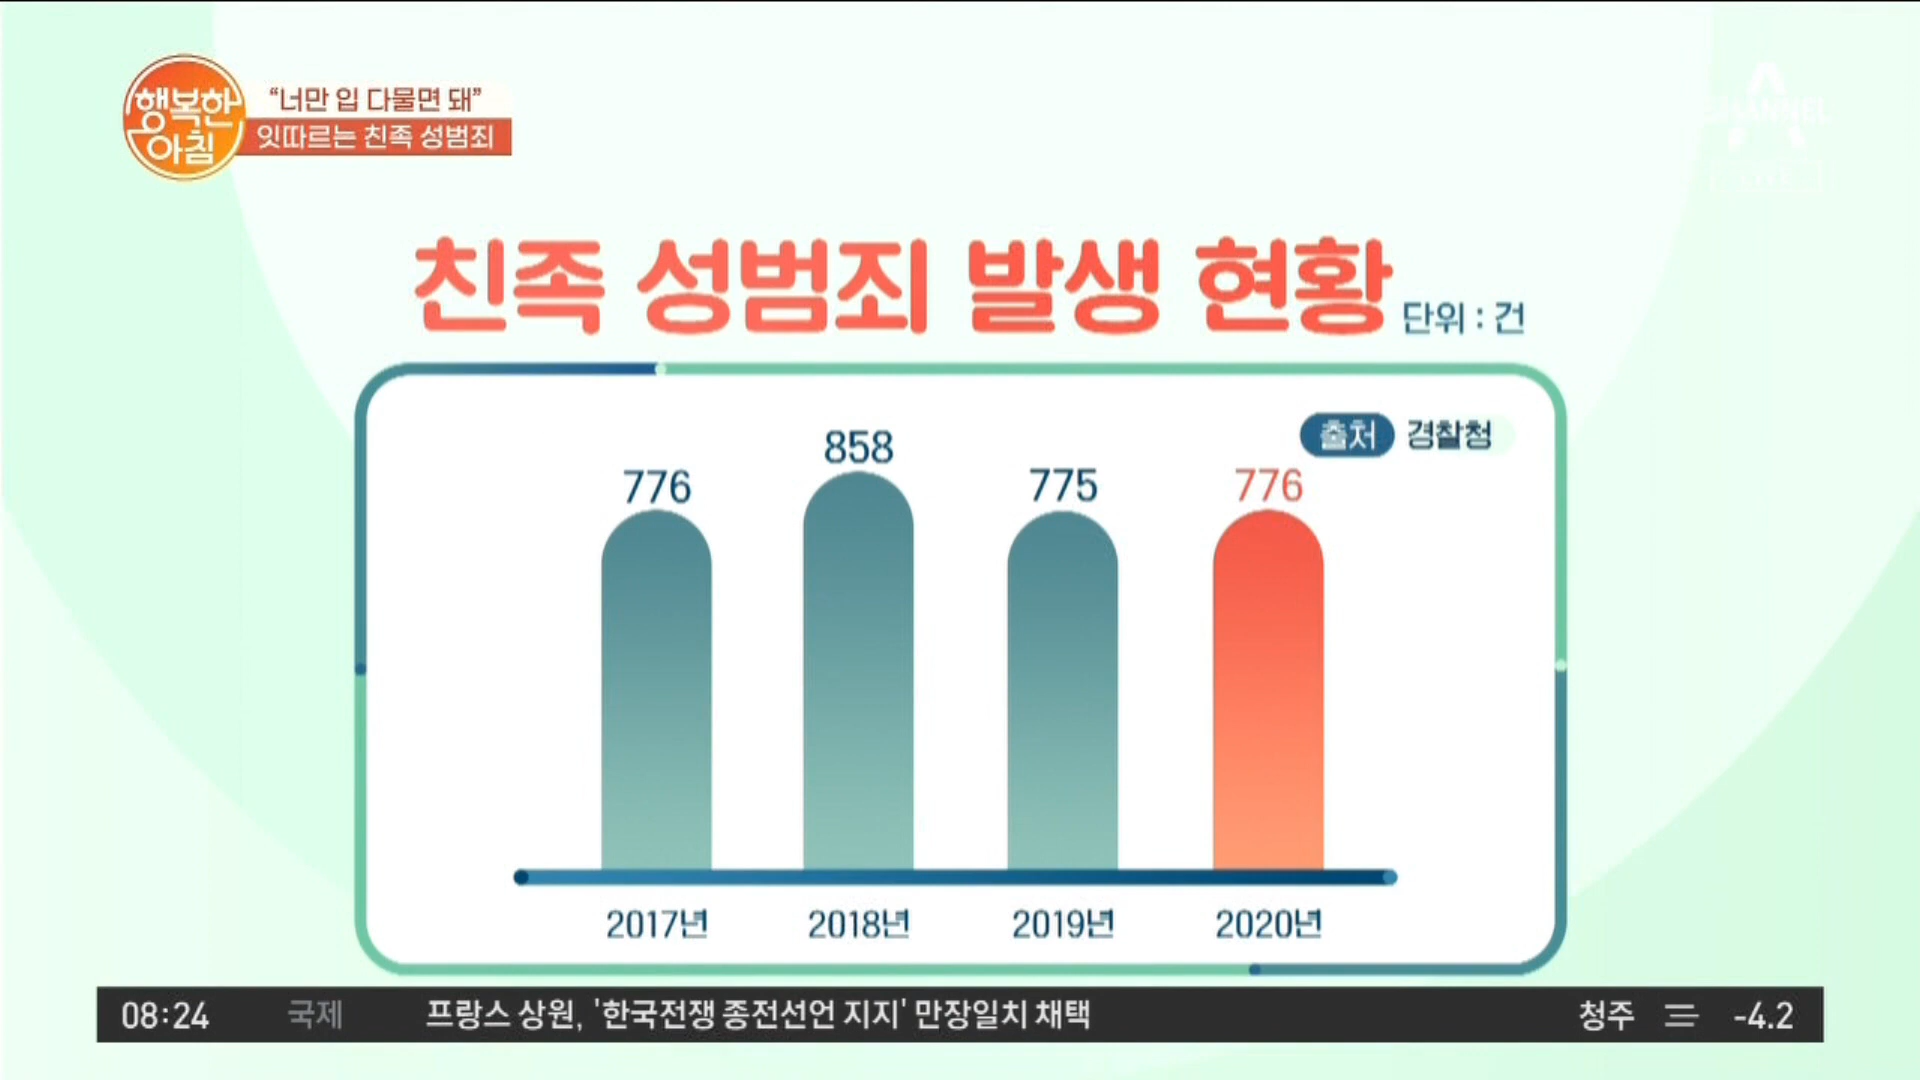 행복한
아침
“너만 입 다물면 돼”
잇따르는 친족 성범죄
CHANNEL A
LIVE
친족 성범죄 발생 현황 단위 : 건
출처 경찰청
776
858
775
776
2017년
2018년
2019년
2020년
08:24 국제 프랑스 상원, '한국전쟁 종전선언 지지' 만장일치 채택 청주 -4.2